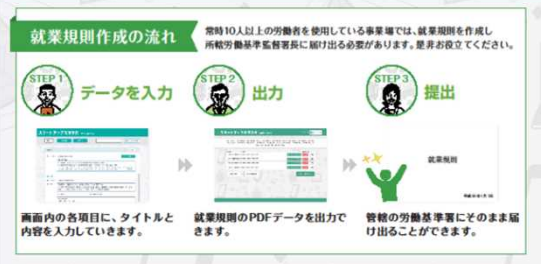 就業規則作成の流れ
常時10人以上の労働者を使用している事業場では、就業規則を作成し
所轄労働基準監督署長に届け出る必要があります。是非お役立てください。
STEP 1
データを入力
STEP 2
出力
STEP 3
提出
就業規則
画面内の各項目に、タイトルと
内容を入力していきます。
就業規則のPDFデータを出力で
きます。
管轄の労働基準署にそのまま届
け出ることができます。